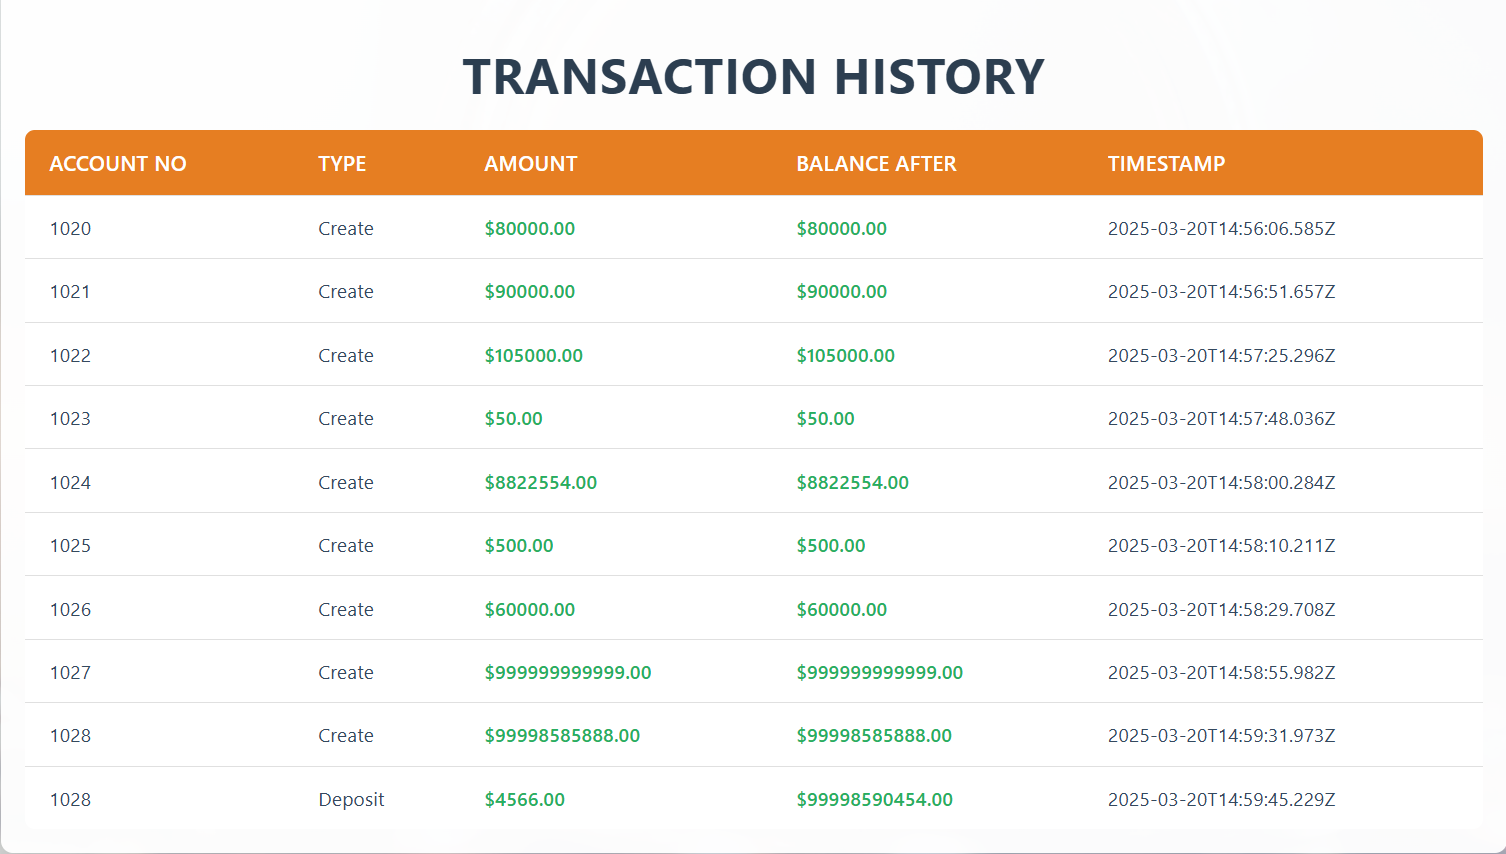 TRANSACTION HISTORY
ACCOUNT NO TYPE AMOUNT BALANCE AFTER TIMESTAMP
1020 Create $80000.00 $80000.00 2025-03-20T14:56:06.585Z
1021 Create $90000.00 $90000.00 2025-03-20T14:56:51.657Z
1022 Create $105000.00 $105000.00 2025-03-20T14:57:25.296Z
1023 Create $50.00 $50.00 2025-03-20T14:57:48.036Z
1024 Create $8822554.00 $8822554.00 2025-03-20T14:58:00.284Z
1025 Create $500.00 $500.00 2025-03-20T14:58:10.211Z
1026 Create $60000.00 $60000.00 2025-03-20T14:58:29.708Z
1027 Create $999999999999.00 $999999999999.00 2025-03-20T14:58:55.982Z
1028 Create $99998585888.00 $99998585888.00 2025-03-20T14:59:31.973Z
1028 Deposit $4566.00 $99998590454.00 2025-03-20T14:59:45.229Z